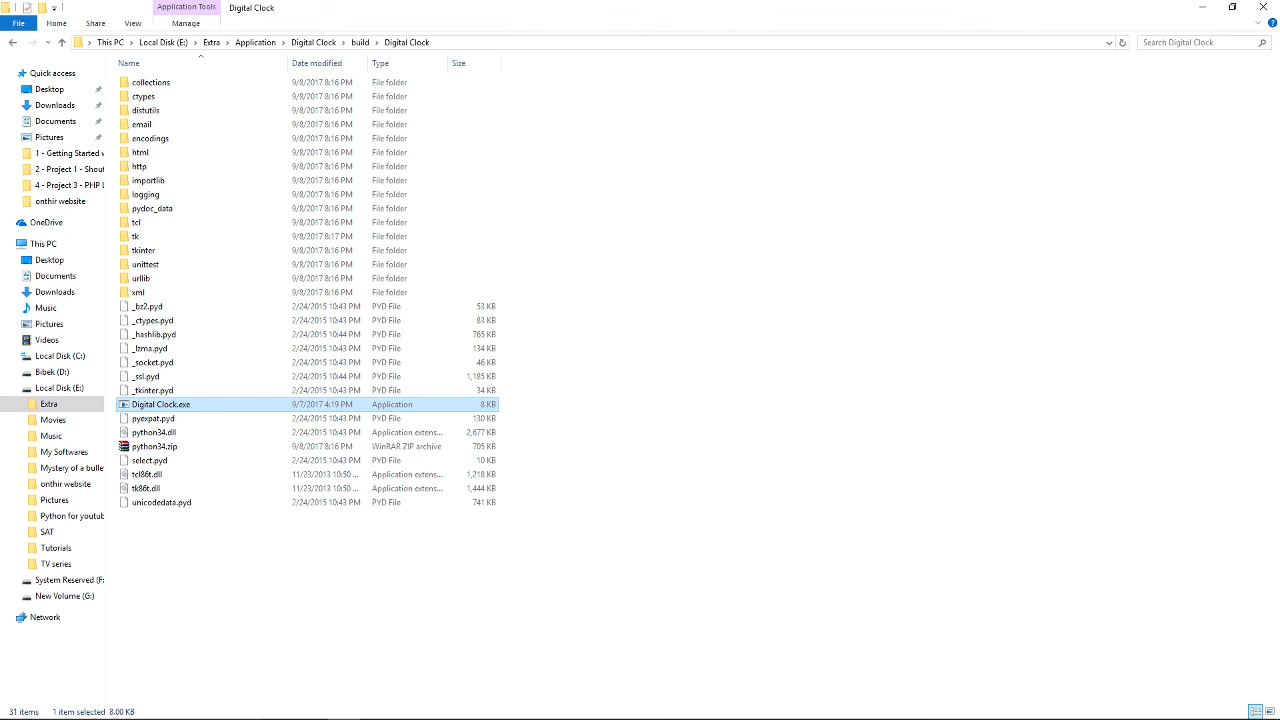 Application Tools Digital Clock
File Home Share View Manage
This PC Local Disk (E:) Extra Application Digital Clock build Digital Clock Search Digital Clock
Name Date modified Type Size
Quick access
Desktop
Downloads
Documents
Pictures
1 - Getting Started v
2 - Project 1 - Shout
4 - Project 3 - PHP L
onthir website
OneDrive
This PC
Desktop
Documents
Downloads
Music
Pictures
Videos
Local Disk (C:)
Bibek (D:)
Local Disk (E:)
Extra
Movies
Music
My Softwares
Mystery of a bulle
onthir website
Pictures
Python for youtub
SAT
Tutorials
TV series
System Reserved (F:
New Volume (G:)
Network
collections 9/8/2017 8:16 PM File folder
ctypes 9/8/2017 8:16 PM File folder
distutils 9/8/2017 8:16 PM File folder
email 9/8/2017 8:16 PM File folder
encodings 9/8/2017 8:16 PM File folder
html 9/8/2017 8:16 PM File folder
http 9/8/2017 8:16 PM File folder
importlib 9/8/2017 8:16 PM File folder
logging 9/8/2017 8:16 PM File folder
pydoc_data 9/8/2017 8:16 PM File folder
tcl 9/8/2017 8:16 PM File folder
tk 9/8/2017 8:17 PM File folder
tkinter 9/8/2017 8:16 PM File folder
unittest 9/8/2017 8:16 PM File folder
urllib 9/8/2017 8:16 PM File folder
xml 9/8/2017 8:16 PM File folder
_bz2.pyd 2/24/2015 10:43 PM PYD File 53 KB
_ctypes.pyd 2/24/2015 10:43 PM PYD File 83 KB
_hashlib.pyd 2/24/2015 10:44 PM PYD File 765 KB
_lzma.pyd 2/24/2015 10:43 PM PYD File 134 KB
_socket.pyd 2/24/2015 10:43 PM PYD File 46 KB
_ssl.pyd 2/24/2015 10:44 PM PYD File 1,185 KB
_tkinter.pyd 2/24/2015 10:43 PM PYD File 34 KB
Digital Clock.exe 9/7/2017 4:19 PM Application 8 KB
pyexpat.pyd 2/24/2015 10:43 PM PYD File 130 KB
python34.dll 2/24/2015 10:43 PM Application extens... 2,677 KB
python34.zip 9/8/2017 8:16 PM WinRAR ZIP archive 705 KB
select.pyd 2/24/2015 10:43 PM PYD File 10 KB
tcl86t.dll 11/23/2013 10:50 ... Application extens... 1,218 KB
tk86t.dll 11/23/2013 10:50 ... Application extens... 1,444 KB
unicodedata.pyd 2/24/2015 10:43 PM PYD File 741 KB
31 items 1 item selected 8.00 KB